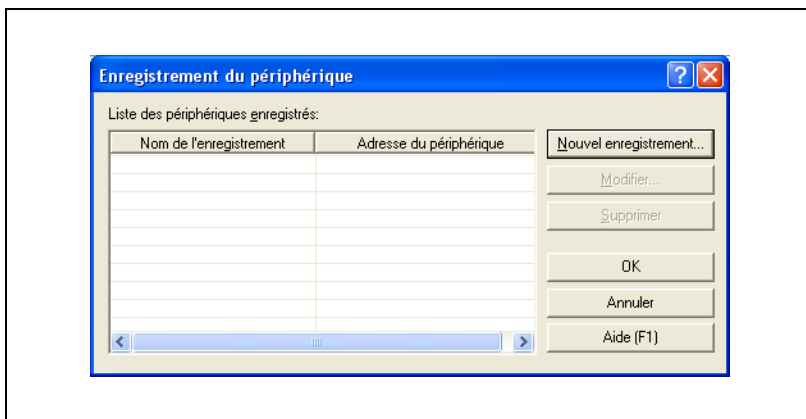 Enregistrement du périphérique
Liste des périphériques enregistrés:
Nom de l'enregistrement Adresse du périphérique
Nouvel enregistrement...
Modifier...
Supprimer
OK
Annuler
Aide (F1)